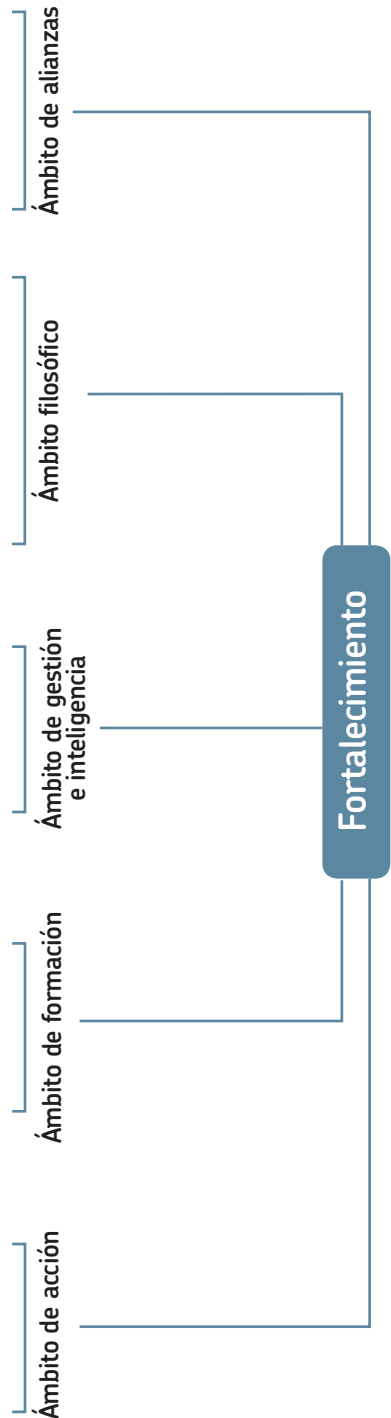 Ámbito de acción
Ámbito de formación
Ámbito de gestión
e inteligencia
Ámbito filosófico
Ámbito de alianzas
Fortalecimiento